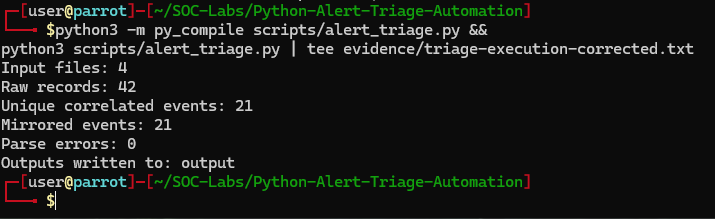 ┌─[user@parrot]─[~/SOC-Labs/Python-Alert-Triage-Automation]
└──╼ $python3 -m py_compile scripts/alert_triage.py &&
python3 scripts/alert_triage.py | tee evidence/triage-execution-corrected.txt
Input files: 4
Raw records: 42
Unique correlated events: 21
Mirrored events: 21
Parse errors: 0
Outputs written to: output
┌─[user@parrot]─[~/SOC-Labs/Python-Alert-Triage-Automation]
└──╼ $